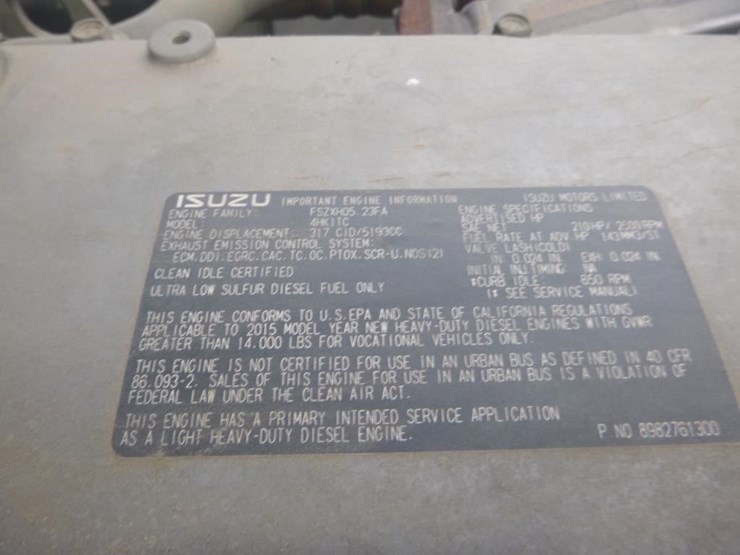 ISUZU IMPORTANT ENGINE INFORMATION ISUZU MOTORS LIMITED
ENGINE FAMILY: FSZXH05.23FA
MODEL: 4HK1TC
ENGINE DISPLACEMENT: 317 CID/5193CC
EXHAUST EMISSION CONTROL SYSTEM:
ECM, DDI, EGRC, CAC, TC, OC, PTOX, SCR-U, NOS(2)
CLEAN IDLE CERTIFIED
ULTRA LOW SULFUR DIESEL FUEL ONLY
ENGINE SPECIFICATIONS
ADVERTISED HP
SAE NET 210HP/ 2500RPM
FUEL RATE AT ADV HP 143MM3/ST
VALVE LASH(COLD)
IN 0.024 IN EXH 0.024 IN
INITIAL INJ.TIMING NA
*CURB IDLE 650 RPM
(* SEE SERVICE MANUAL)
THIS ENGINE CONFORMS TO U.S.EPA AND STATE OF CALIFORNIA REGULATIONS
APPLICABLE TO 2015 MODEL YEAR NEW HEAVY-DUTY DIESEL ENGINES WITH GVWR
GREATER THAN 14,000 LBS FOR VOCATIONAL VEHICLES ONLY.
THIS ENGINE IS NOT CERTIFIED FOR USE IN AN URBAN BUS AS DEFINED IN 40 CFR
86.093-2. SALES OF THIS ENGINE FOR USE IN AN URBAN BUS IS A VIOLATION OF
FEDERAL LAW UNDER THE CLEAN AIR ACT.
THIS ENGINE HAS A PRIMARY INTENDED SERVICE APPLICATION
AS A LIGHT HEAVY-DUTY DIESEL ENGINE.
P NO 8982761300